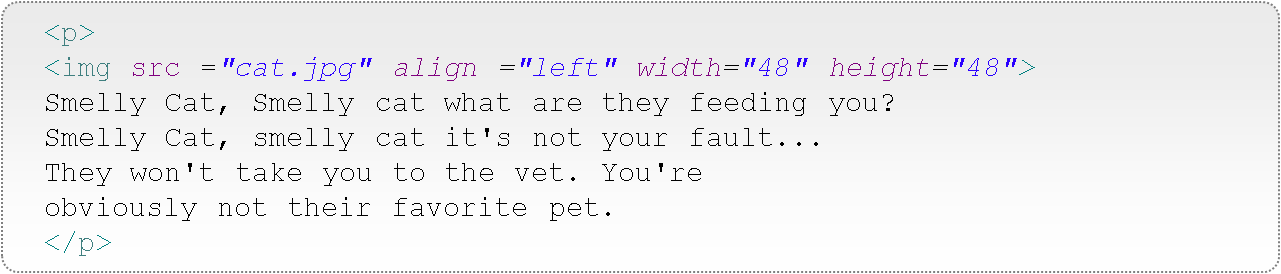 <p>
<img src ="cat.jpg" align ="left" width="48" height="48">
Smelly Cat, Smelly cat what are they feeding you?
Smelly Cat, smelly cat it's not your fault...
They won't take you to the vet. You're
obviously not their favorite pet.
</p>